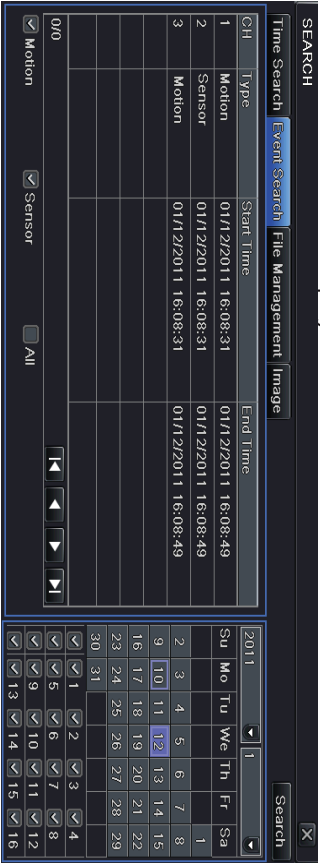 SEARCH X
Time Search Event Search File Management Image
CH Type Start Time End Time
1 Motion 01/12/2011 16:08:31 01/12/2011 16:08:49
2 Sensor 01/12/2011 16:08:31 01/12/2011 16:08:49
3 Motion 01/12/2011 16:08:31 01/12/2011 16:08:49
0/0
Motion Sensor All
Search
2011 1
Su Mo Tu We Th Fr Sa
1
2 3 4 5 6 7 8
9 10 11 12 13 14 15
16 17 18 19 20 21 22
23 24 25 26 27 28 29
30 31
1 2 3 4
5 6 7 8
9 10 11 12
13 14 15 16